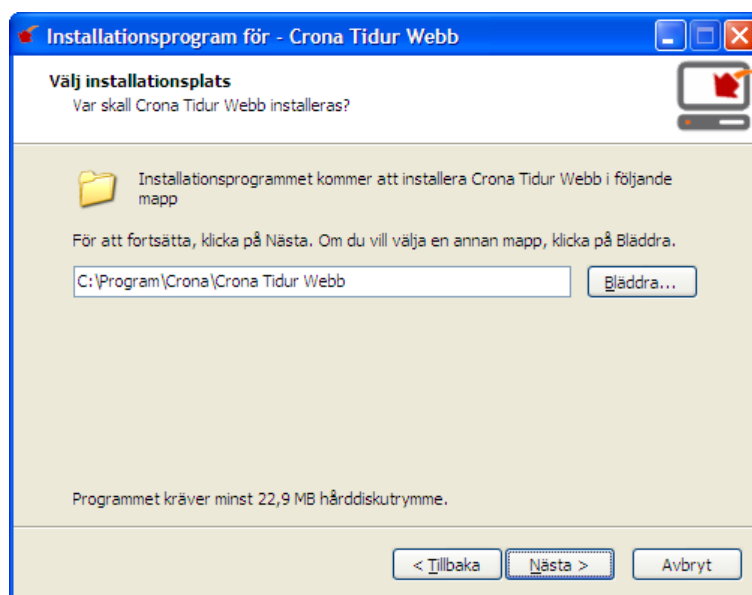 Installationsprogram för - Crona Tidur Webb
Välj installationsplats
Var skall Crona Tidur Webb installeras?
Installationsprogrammet kommer att installera Crona Tidur Webb i följande
mapp
För att fortsätta, klicka på Nästa. Om du vill välja en annan mapp, klicka på Bläddra.
C:\Program\Crona\Crona Tidur Webb
Bläddra...
Programmet kräver minst 22,9 MB hårddiskutrymme.
< Tillbaka
Nästa >
Avbryt